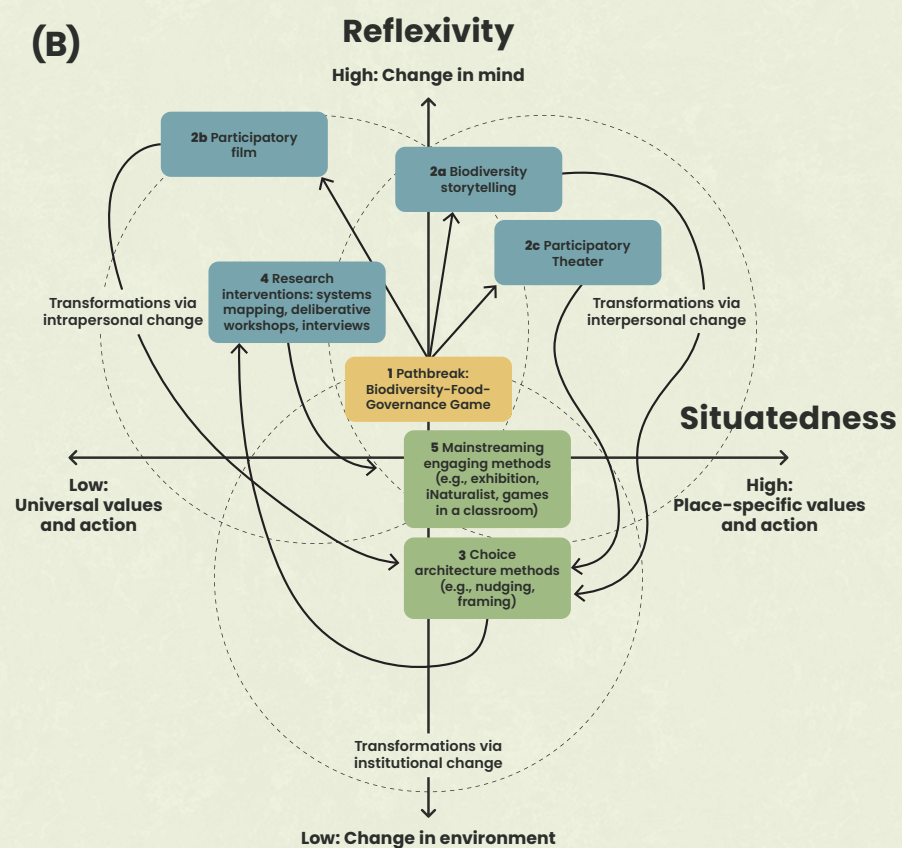 (B)
Reflexivity
High: Change in mind
2b Participatory
film
2a Biodiversity
storytelling
2c Participatory
Theater
4 Research
interventions: systems
mapping, deliberative
workshops, interviews
Transformations via
intrapersonal change
Transformations via
interpersonal change
1 Pathbreak:
Biodiversity-Food-
Governance Game
Situatedness
5 Mainstreaming
engaging methods
(e.g., exhibition,
iNaturalist, games
in a classroom)
Low:
Universal values
and action
High:
Place-specific values
and action
3 Choice
architecture methods
(e.g., nudging,
framing)
Transformations via
institutional change
Low: Change in environment